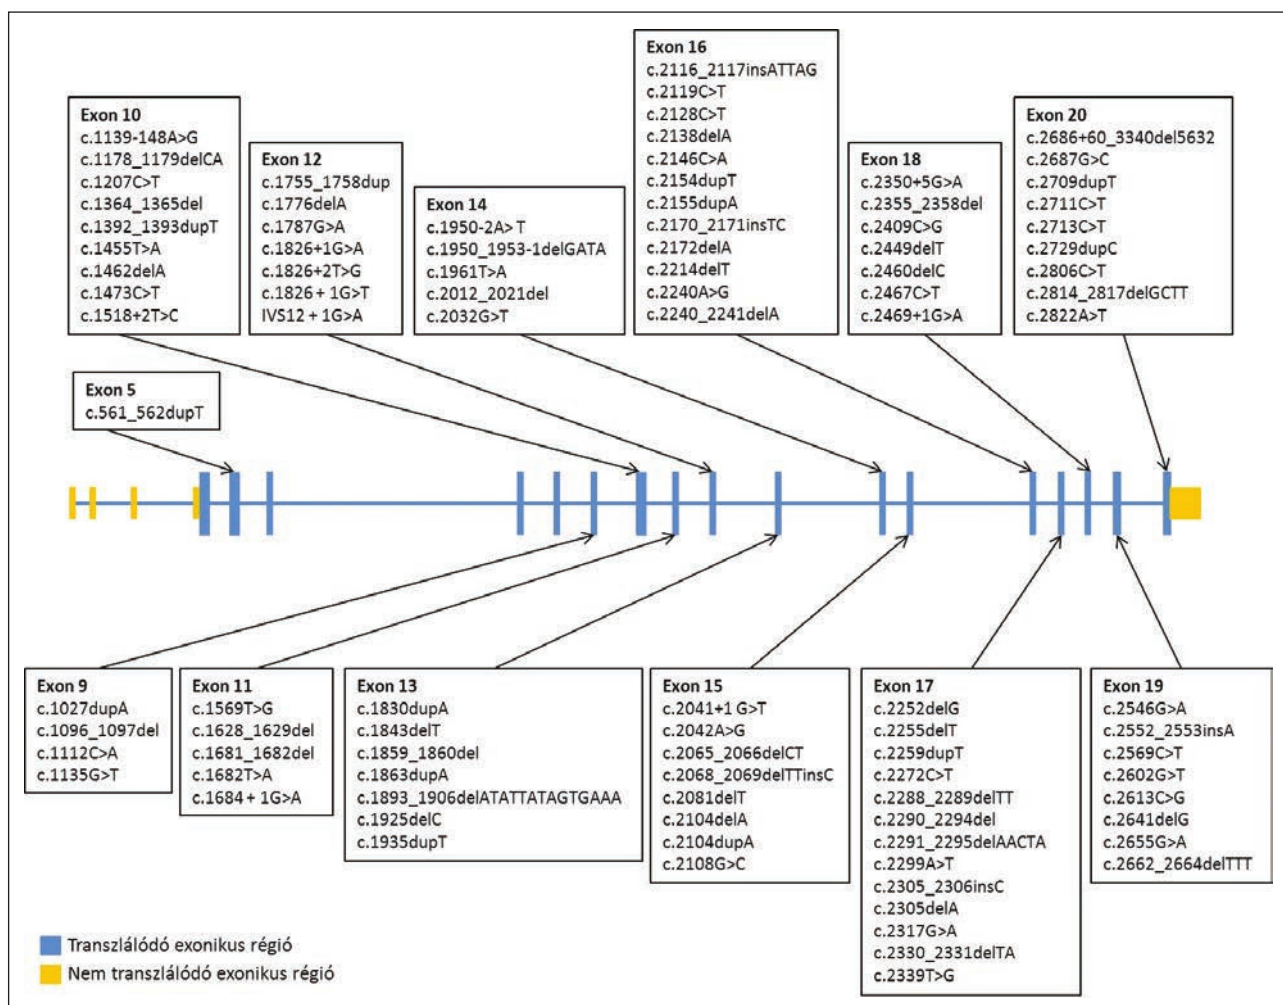 Exon 10
c.1139-148A>G
c.1178_1179delCA
c.1207C>T
c.1364_1365del
c.1392_1393dupT
c.1455T>A
c.1462delA
c.1473C>T
c.1518+2T>C
Exon 12
c.1755_1758dup
c.1776delA
c.1787G>A
c.1826+1G>A
c.1826+2T>G
c.1826 + 1G>T
IVS12 + 1G>A
Exon 14
c.1950-2A> T
c.1950_1953-1delGATA
c.1961T>A
c.2012_2021del
c.2032G>T
Exon 16
c.2116_2117insATTAG
c.2119C>T
c.2128C>T
c.2138delA
c.2146C>A
c.2154dupT
c.2155dupA
c.2170_2171insTC
c.2172delA
c.2214delT
c.2240A>G
c.2240_2241delA
Exon 18
c.2350+5G>A
c.2355_2358del
c.2409C>G
c.2449delT
c.2460delC
c.2467C>T
c.2469+1G>A
Exon 20
c.2686+60_3340del5632
c.2687G>C
c.2709dupT
c.2711C>T
c.2713C>T
c.2729dupC
c.2806C>T
c.2814_2817delGCTT
c.2822A>T
Exon 5
c.561_562dupT
Exon 9
c.1027dupA
c.1096_1097del
c.1112C>A
c.1135G>T
Exon 11
c.1569T>G
c.1628_1629del
c.1681_1682del
c.1682T>A
c.1684 + 1G>A
Exon 13
c.1830dupA
c.1843delT
c.1859_1860del
c.1863dupA
c.1893_1906delATATTATAGTGAAA
c.1925delC
c.1935dupT
Exon 15
c.2041+1 G>T
c.2042A>G
c.2065_2066delCT
c.2068_2069delTTinsC
c.2081delT
c.2104delA
c.2104dupA
c.2108G>C
Exon 17
c.2252delG
c.2255delT
c.2259dupT
c.2272C>T
c.2288_2289delTT
c.2290_2294del
c.2291_2295delAACTA
c.2299A>T
c.2305_2306insC
c.2305delA
c.2317G>A
c.2330_2331delTA
c.2339T>G
Exon 19
c.2546G>A
c.2552_2553insA
c.2569C>T
c.2602G>T
c.2613C>G
c.2641delG
c.2655G>A
c.2662_2664delTTT
Transzlálódó exonikus régió
Nem transzlálódó exonikus régió